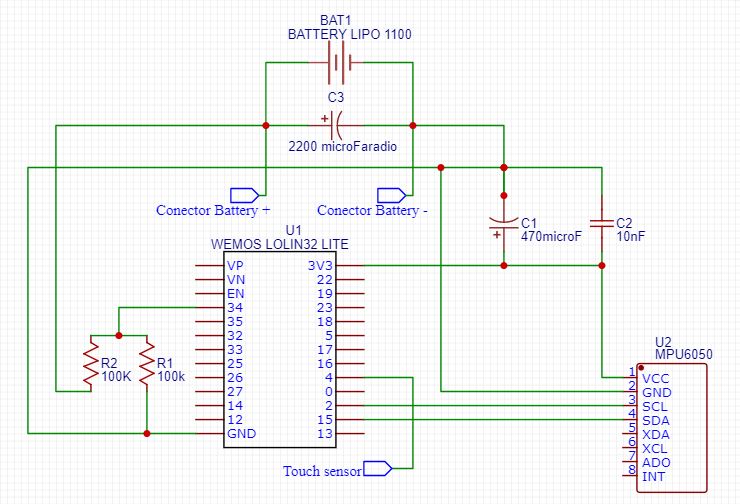 BAT1
BATTERY LIPO 1100
C3
2200 microFaradio
Conector Battery +
Conector Battery -
U1
WEMOS LOLIN32 LITE
C1
470microF
C2
10nF
VP
VN
EN
34
35
32
33
25
26
27
14
12
GND
3V3
22
19
23
18
5
17
16
4
0
2
15
13
R2
100K
R1
100k
Touch sensor
U2
MPU6050
1 VCC
2 GND
3 SCL
4 SDA
5 XDA
6 XCL
7 ADO
8 INT